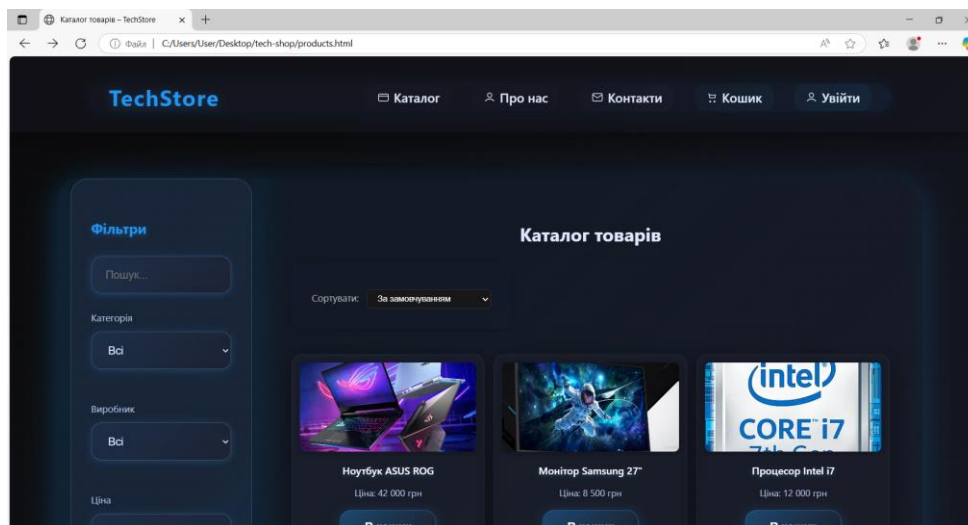 Каталог товарів – TechStore
Файл | C:/Users/User/Desktop/tech-shop/products.html
TechStore
Каталог Про нас Контакти Кошик Увійти
Фільтри
Каталог товарів
Пошук...
Сортувати: За замовчуванням
Категорія
Всі
Виробник
Всі
Ціна
intel
CORE i7
7th Gen
Ноутбук ASUS ROG Монітор Samsung 27" Процесор Intel i7
Ціна: 42 000 грн Ціна: 8 500 грн Ціна: 12 000 грн